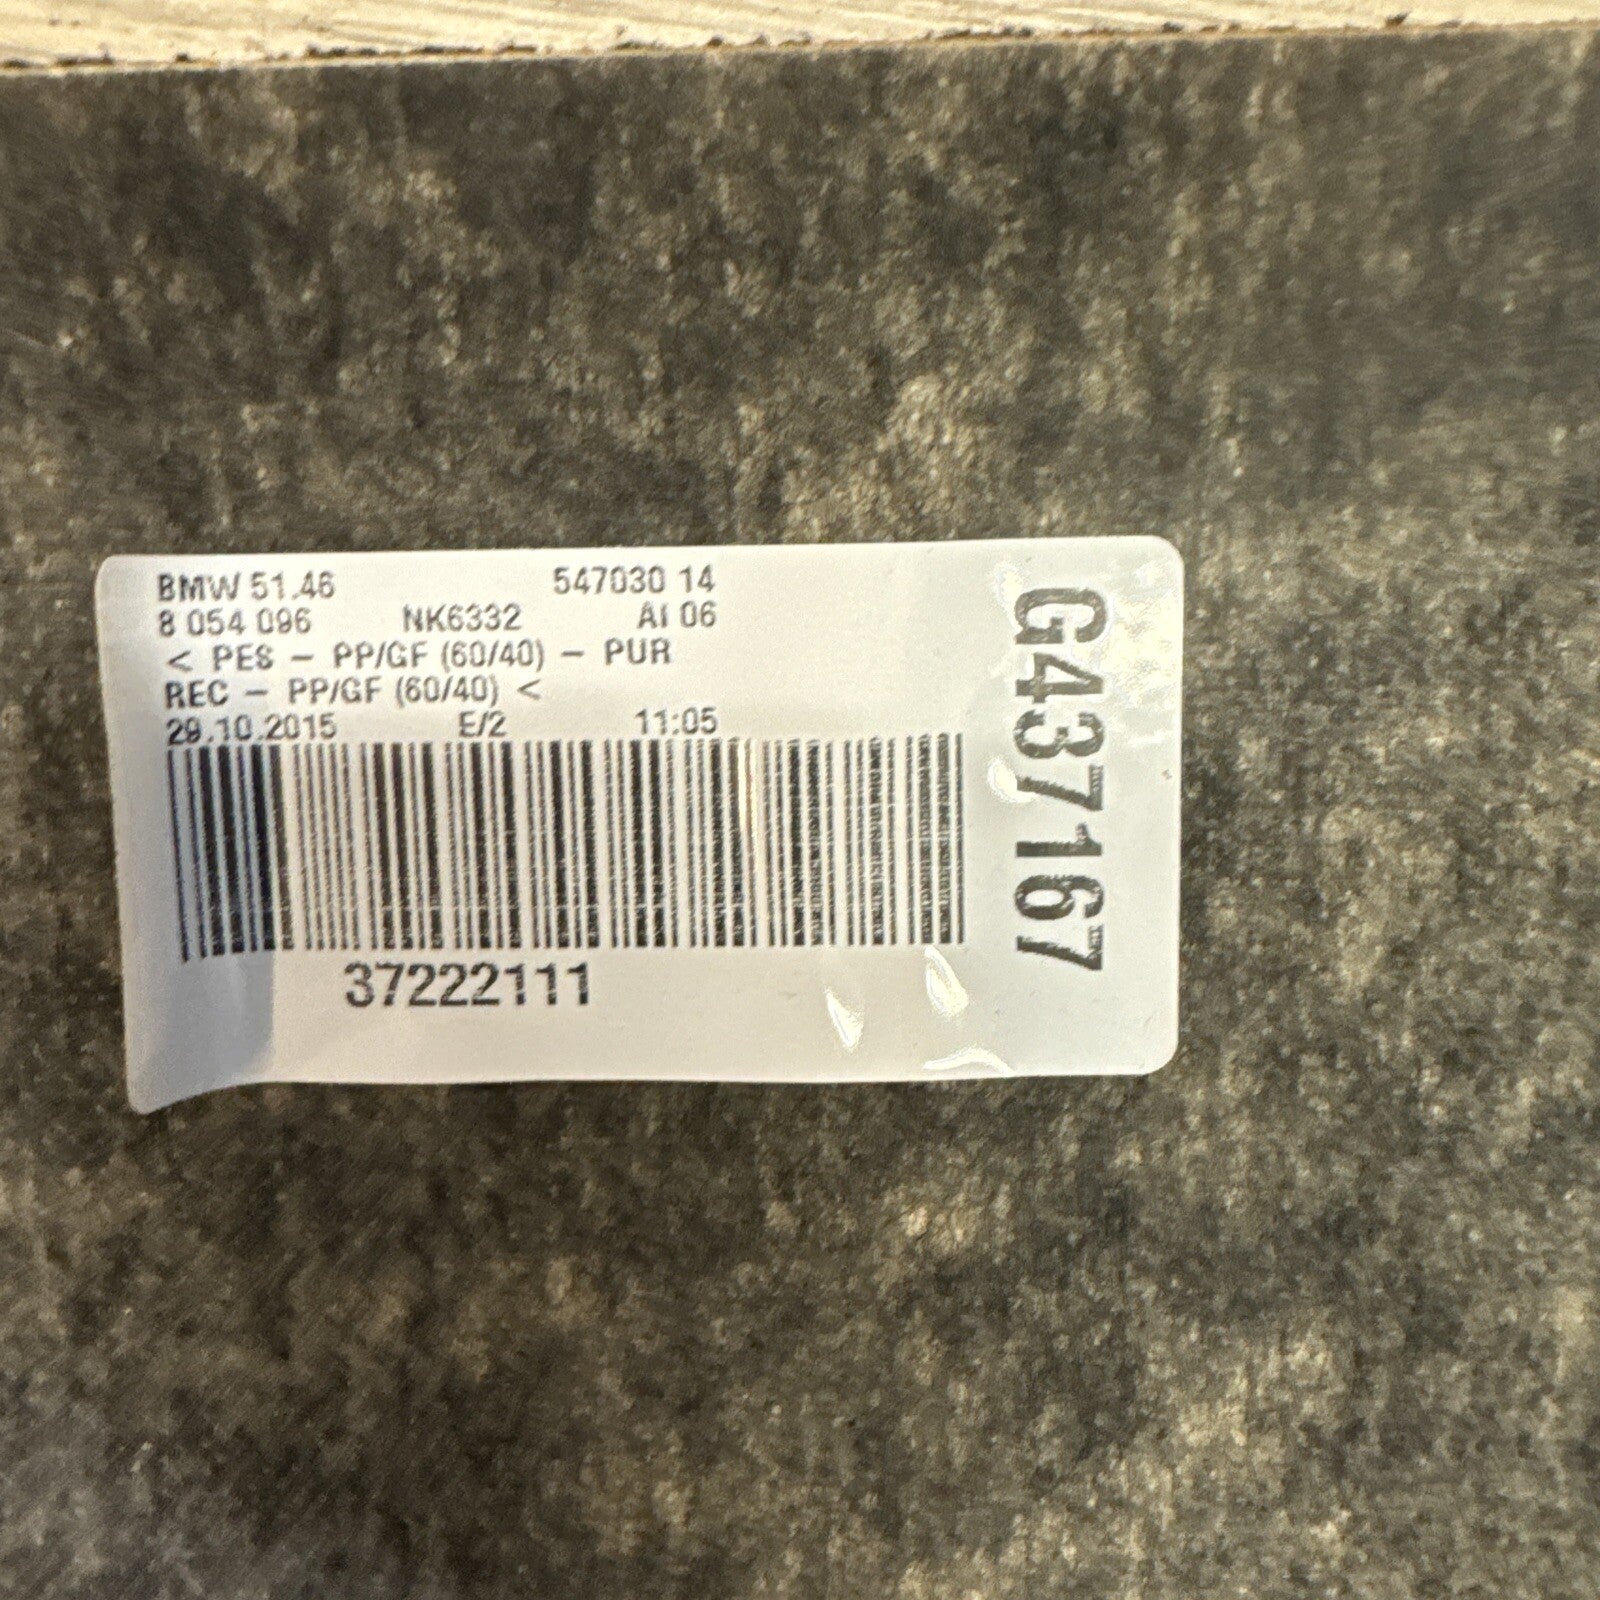 BMW 51.46 547030 14
8 054 096 NK6332 AI 06
< PES – PP/GF (60/40) – PUR
REC – PP/GF (60/40) <
29.10.2015 E/2 11:05
37222111
G437167